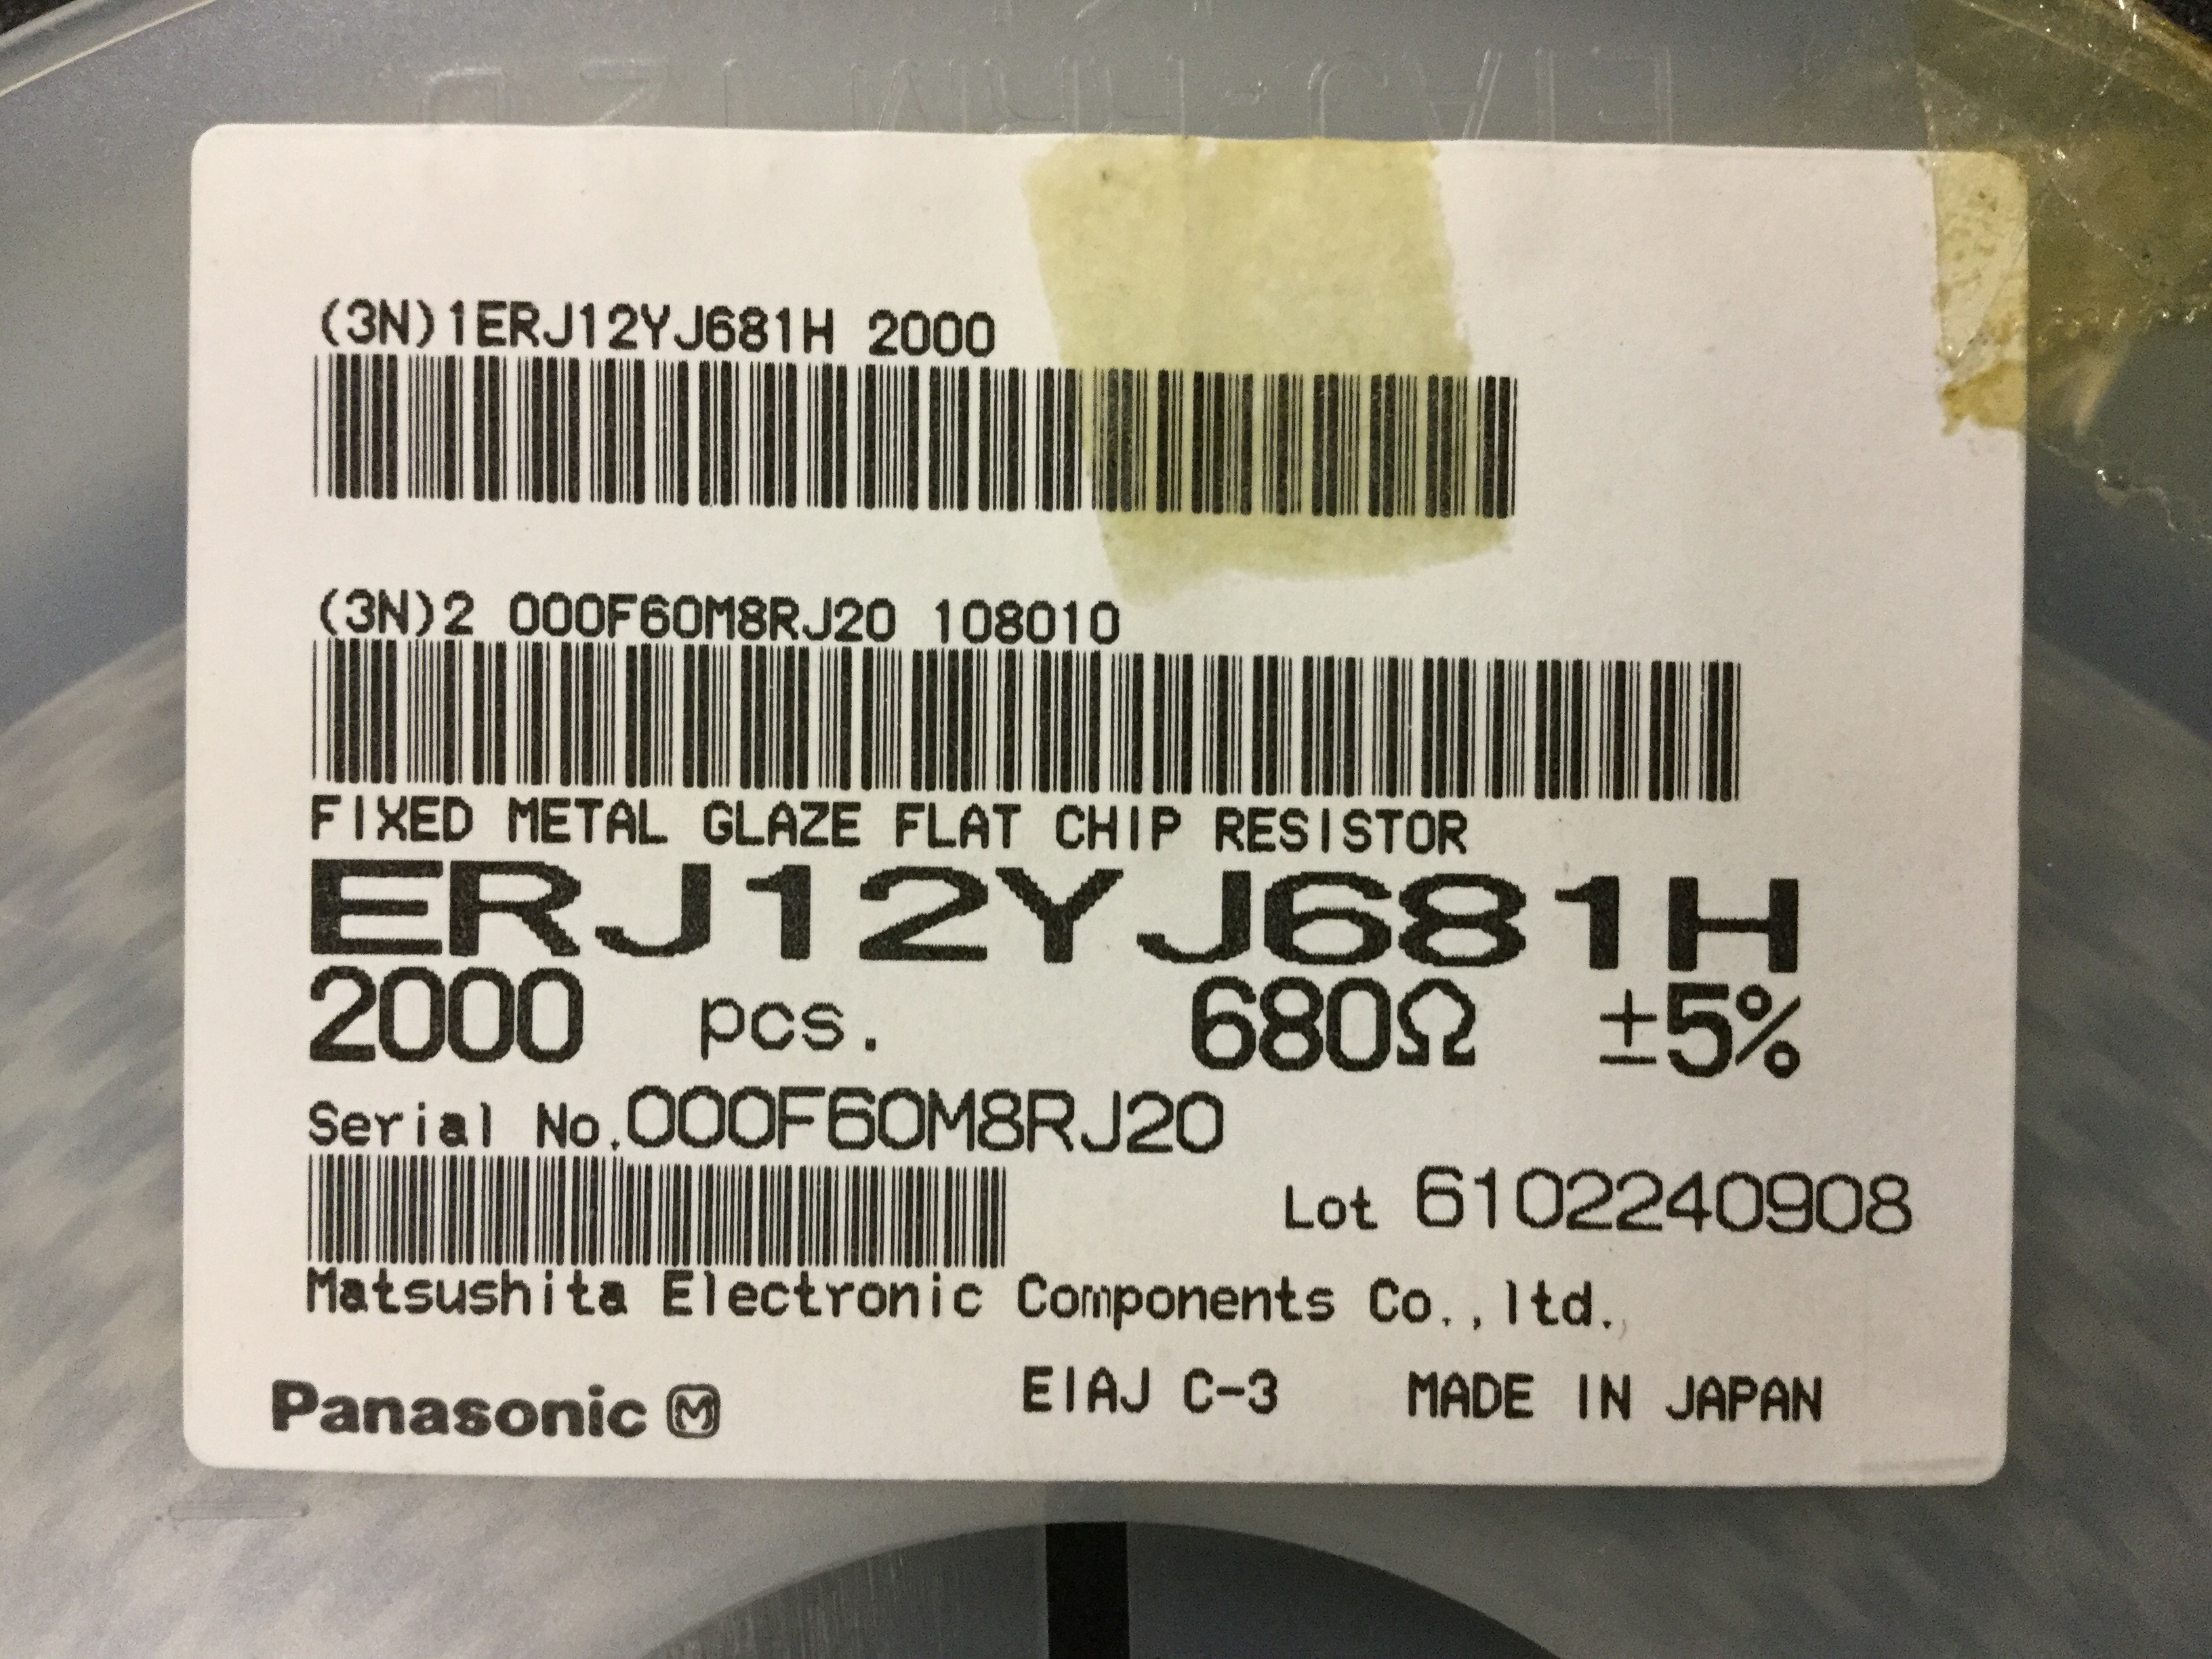 (3N)1ERJ12YJ681H 2000
(3N)2 000F60M8RJ20 108010
FIXED METAL GLAZE FLAT CHIP RESISTOR
ERJ12YJ681H
2000 pcs. 680Ω ±5%
Serial No.000F60M8RJ20
Lot 6102240908
Matsushita Electronic Components Co.,ltd.
Panasonic M EIAJ C-3 MADE IN JAPAN